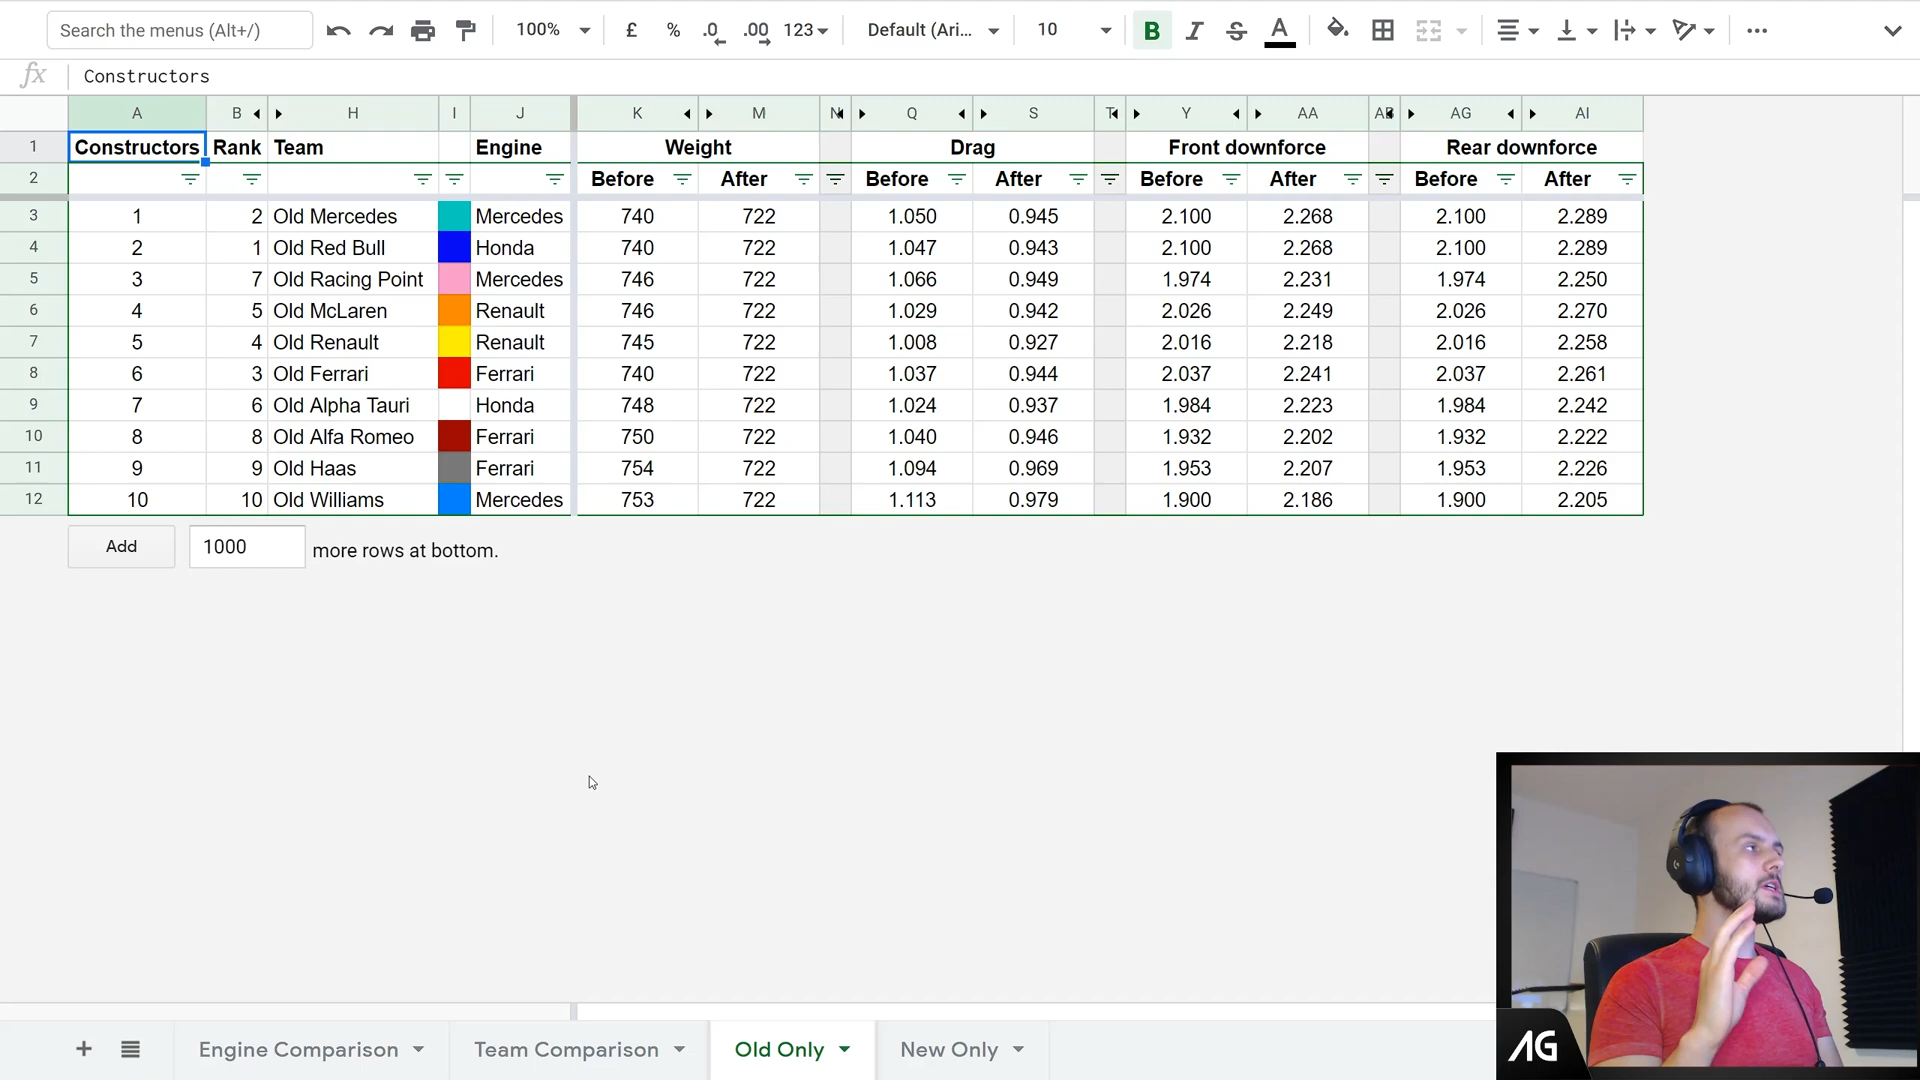 Search the menus (Alt+/) 100% £ % .0 .00 123 Default (Ari... 10 B I S A
fx Constructors
A B H I J K M N Q S T Y AA AB AG AI
1 Constructors Rank Team Engine Weight Drag Front downforce Rear downforce
2 Before After Before After Before After Before After
3 1 2 Old Mercedes Mercedes 740 722 1.050 0.945 2.100 2.268 2.100 2.289
4 2 1 Old Red Bull Honda 740 722 1.047 0.943 2.100 2.268 2.100 2.289
5 3 7 Old Racing Point Mercedes 746 722 1.066 0.949 1.974 2.231 1.974 2.250
6 4 5 Old McLaren Renault 746 722 1.029 0.942 2.026 2.249 2.026 2.270
7 5 4 Old Renault Renault 745 722 1.008 0.927 2.016 2.218 2.016 2.258
8 6 3 Old Ferrari Ferrari 740 722 1.037 0.944 2.037 2.241 2.037 2.261
9 7 6 Old Alpha Tauri Honda 748 722 1.024 0.937 1.984 2.223 1.984 2.242
10 8 8 Old Alfa Romeo Ferrari 750 722 1.040 0.946 1.932 2.202 1.932 2.222
11 9 9 Old Haas Ferrari 754 722 1.094 0.969 1.953 2.207 1.953 2.226
12 10 10 Old Williams Mercedes 753 722 1.113 0.979 1.900 2.186 1.900 2.205
Add 1000 more rows at bottom.
Engine Comparison Team Comparison Old Only New Only
AG